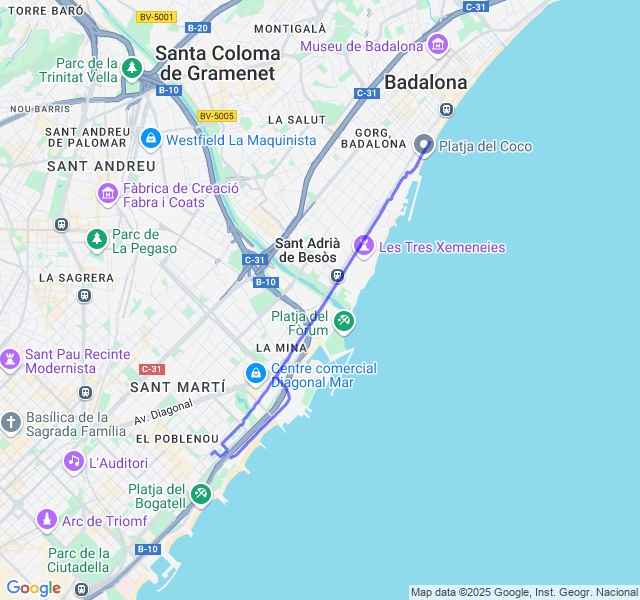 TORRE BARÓ
BV-5001
B-20
MONTIGALÀ
C-31
Museu de Badalona
Santa Coloma
de Gramenet
Parc de la
Trinitat Vella
Badalona
B-10
C-31
NOU BARRIS
BV-5005
LA SALUT
SANT ANDREU
DE PALOMAR
Westfield La Maquinista
GORG,
BADALONA
Platja del Coco
SANT ANDREU
Fàbrica de Creació
Fabra i Coats
Parc de
La Pegaso
Sant Adrià
de Besòs
Les Tres Xemeneies
C-31
LA SAGRERA
B-10
Platja del
Fòrum
LA MINA
Sant Pau Recinte
Modernista
C-31
Centre comercial
Diagonal Mar
SANT MARTÍ
Av. Diagonal
Basílica de la
Sagrada Família
EL POBLENOU
L'Auditori
Platja del
Bogatell
Arc de Triomf
Parc de la
Ciutadella
B-10
Google
Map data ©2025 Google, Inst. Geogr. Nacional